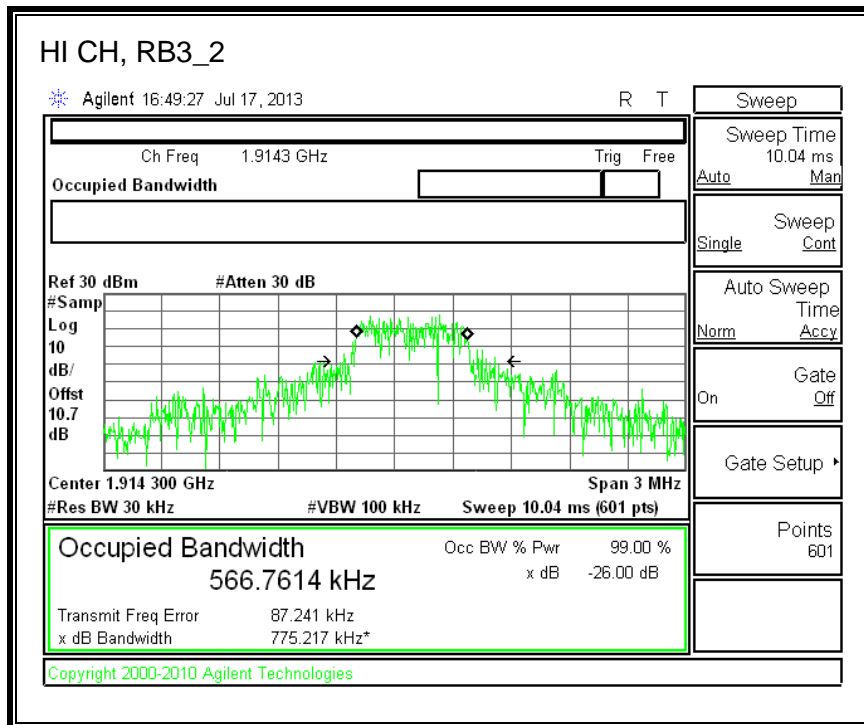 HI CH, RB3_2
Agilent 16:49:27 Jul 17, 2013 R T
Ch Freq 1.9143 GHz Trig Free
Occupied Bandwidth
Ref 30 dBm #Atten 30 dB
#Samp
Log
10
dB/
Offst
10.7
dB
Center 1.914 300 GHz Span 3 MHz
#Res BW 30 kHz #VBW 100 kHz Sweep 10.04 ms (601 pts)
Occupied Bandwidth
566.7614 kHz
Occ BW % Pwr 99.00 %
x dB -26.00 dB
Transmit Freq Error 87.241 kHz
x dB Bandwidth 775.217 kHz*
Copyright 2000-2010 Agilent Technologies
Sweep
Sweep Time
10.04 ms
Auto Man
Sweep
Single Cont
Auto Sweep
Time
Norm Accy
Gate
On Off
Gate Setup
Points
601